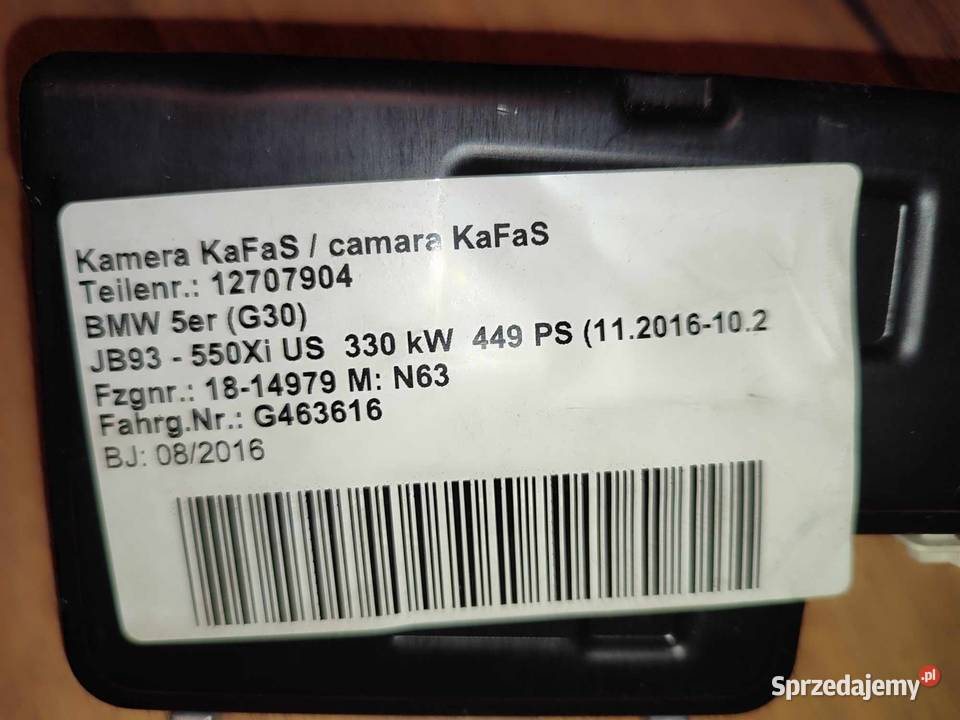 Kamera KaFaS / camara KaFaS
Teilenr.: 12707904
BMW 5er (G30)
JB93 - 550Xi US 330 kW 449 PS (11.2016-10.2
Fzgnr.: 18-14979 M: N63
Fahrg.Nr.: G463616
BJ: 08/2016
Sprzedajemy.pl